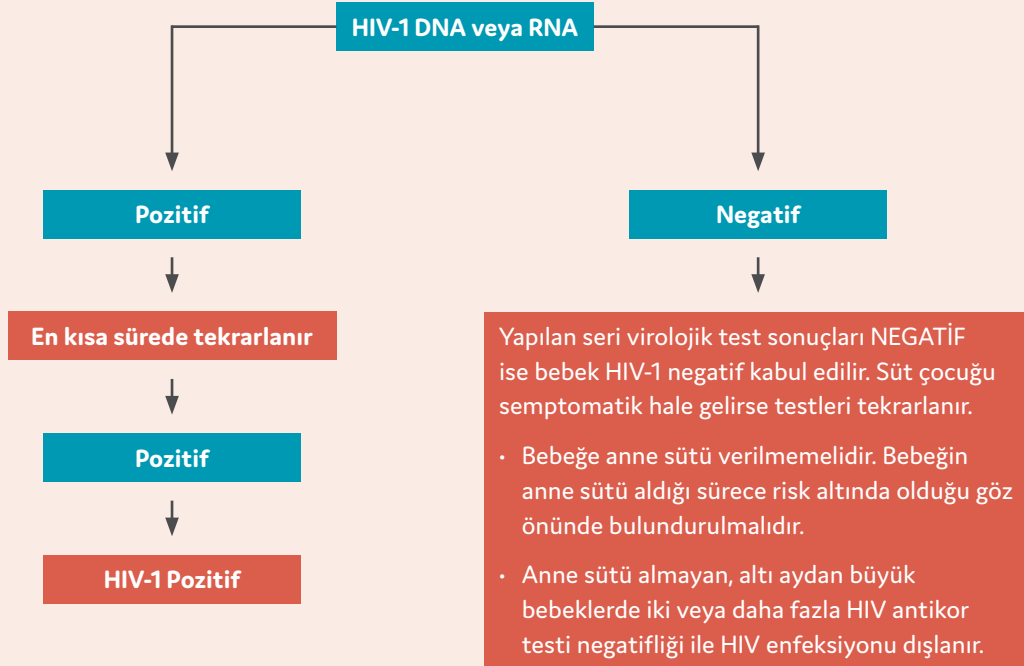 HIV-1 DNA veya RNA
Pozitif
Negatif
En kısa sürede tekrarlanır
Pozitif
HIV-1 Pozitif
Yapılan seri virolojik test sonuçları NEGATİF
ise bebek HIV-1 negatif kabul edilir. Süt çocuğu
semptomatik hale gelirse testleri tekrarlanır.
• Bebeğe anne sütü verilmemelidir. Bebeğin
anne sütü aldığı sürece risk altında olduğu göz
önünde bulundurulmalıdır.
• Anne sütü almayan, altı aydan büyük
bebeklerde iki veya daha fazla HIV antikor
testi negatifliği ile HIV enfeksiyonu dışlanır.